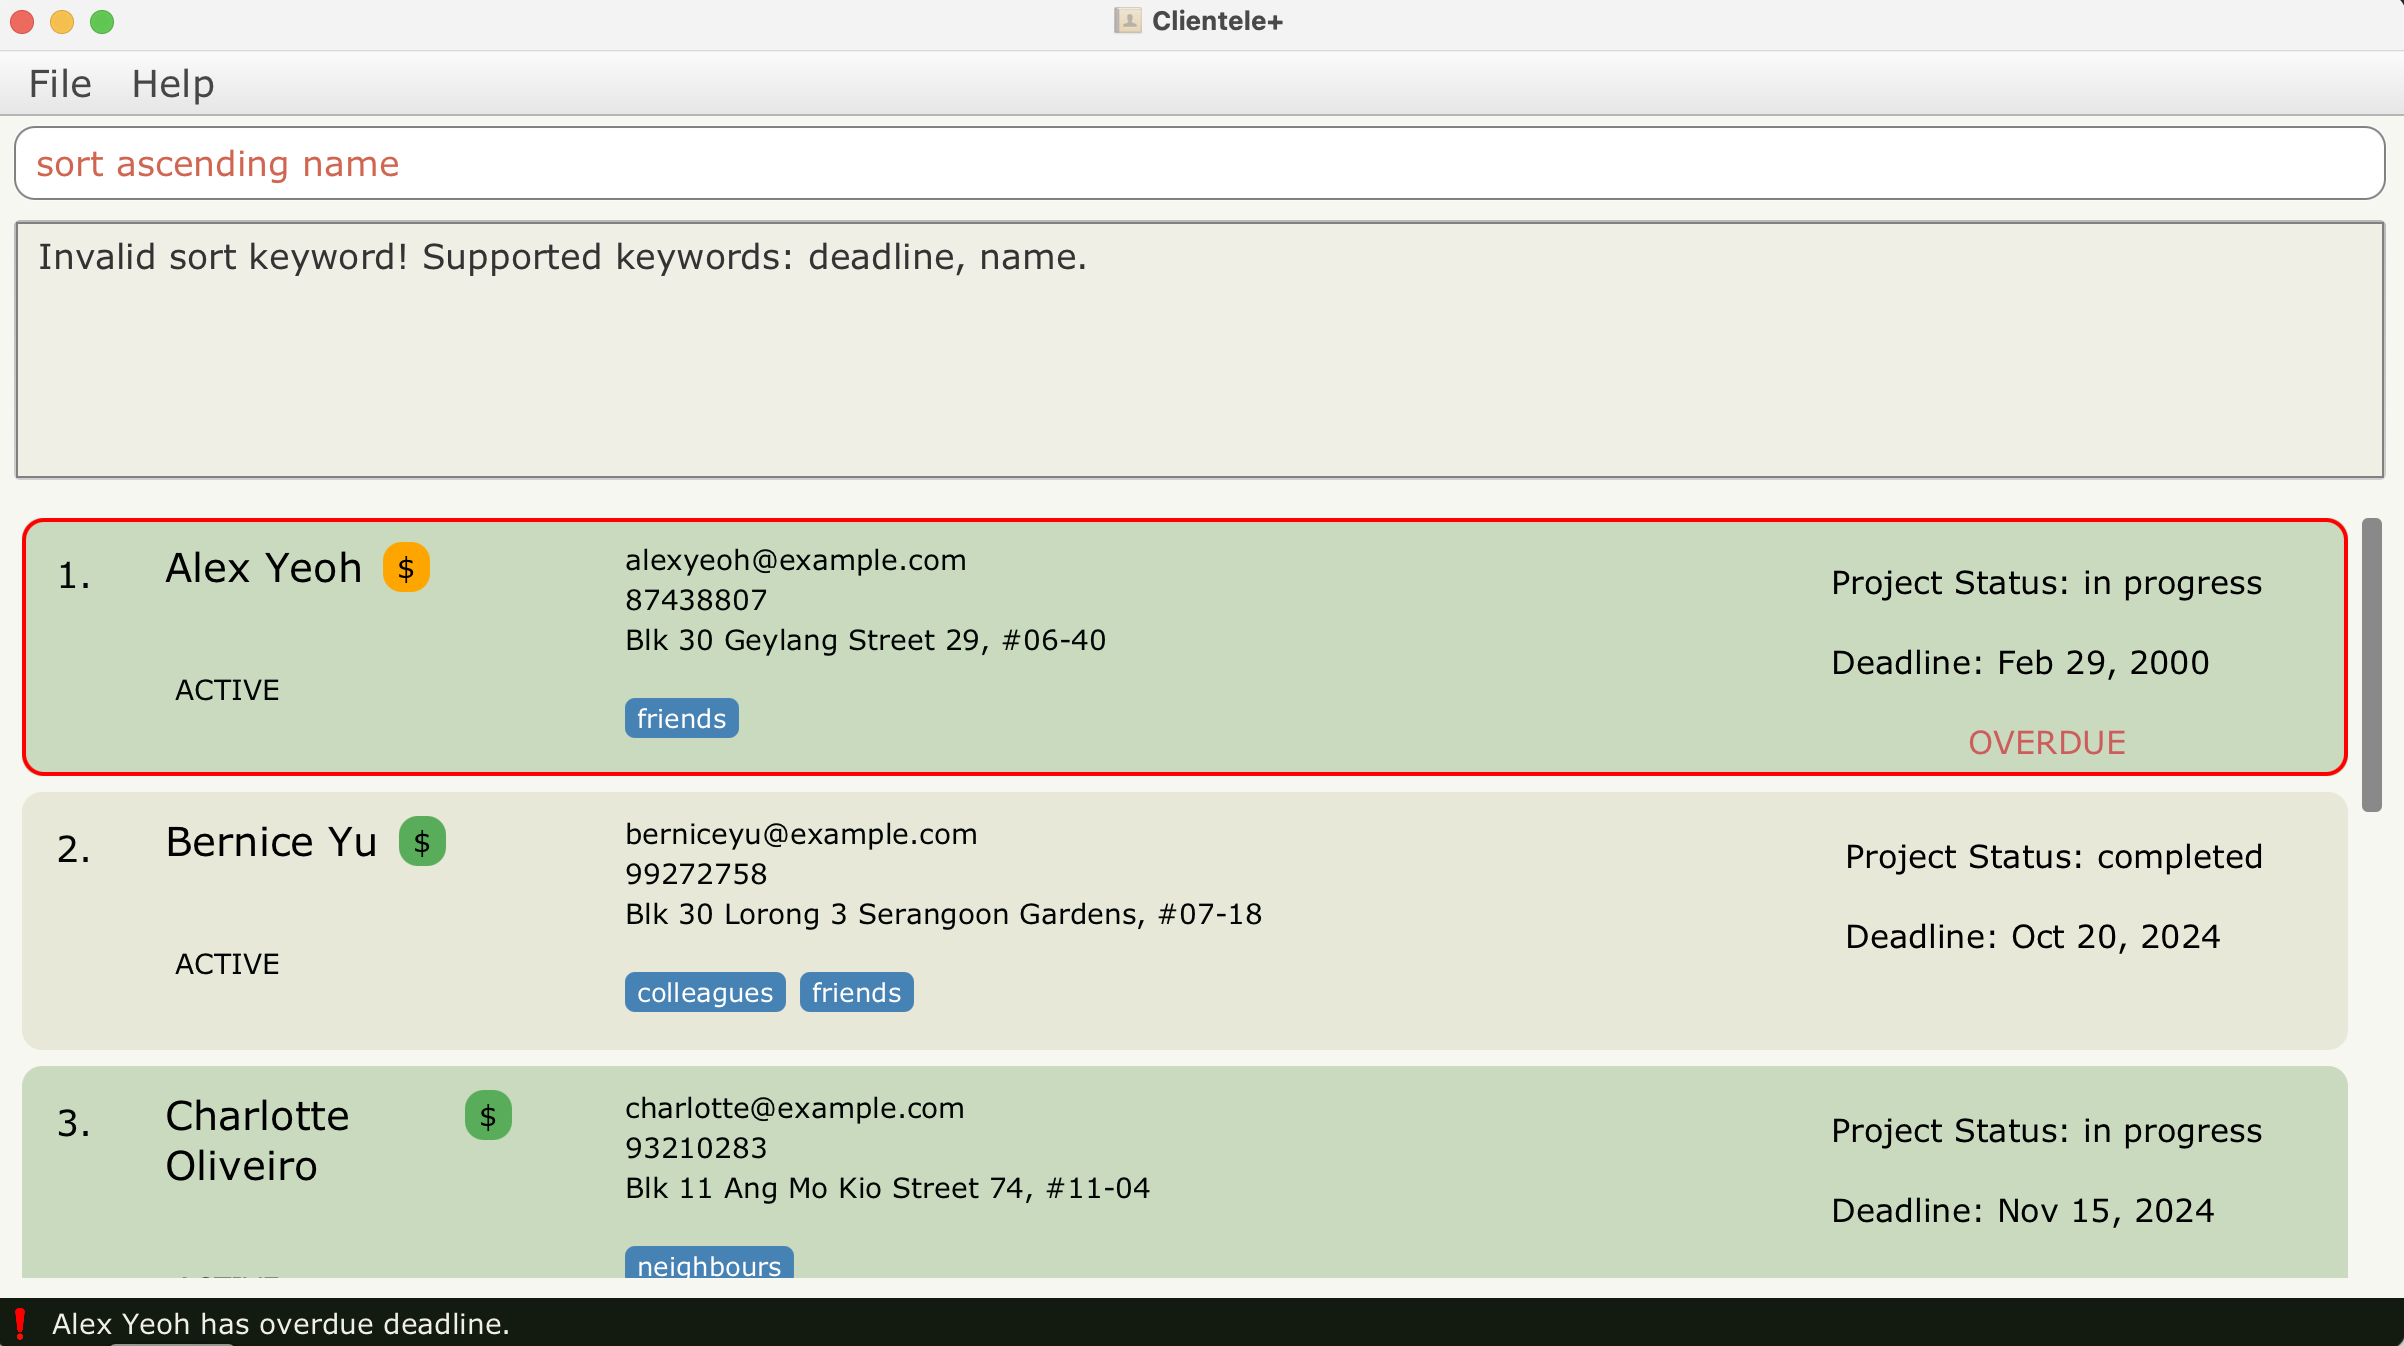 Clientele+
File Help
sort ascending name
Invalid sort keyword! Supported keywords: deadline, name.
1. Alex Yeoh $
ACTIVE
alexyeoh@example.com
87438807
Blk 30 Geylang Street 29, #06-40
friends
Project Status: in progress
Deadline: Feb 29, 2000
OVERDUE
2. Bernice Yu $
ACTIVE
berniceyu@example.com
99272758
Blk 30 Lorong 3 Serangoon Gardens, #07-18
colleagues friends
Project Status: completed
Deadline: Oct 20, 2024
3. Charlotte $
Oliveiro
charlotte@example.com
93210283
Blk 11 Ang Mo Kio Street 74, #11-04
neighbours
Project Status: in progress
Deadline: Nov 15, 2024
! Alex Yeoh has overdue deadline.